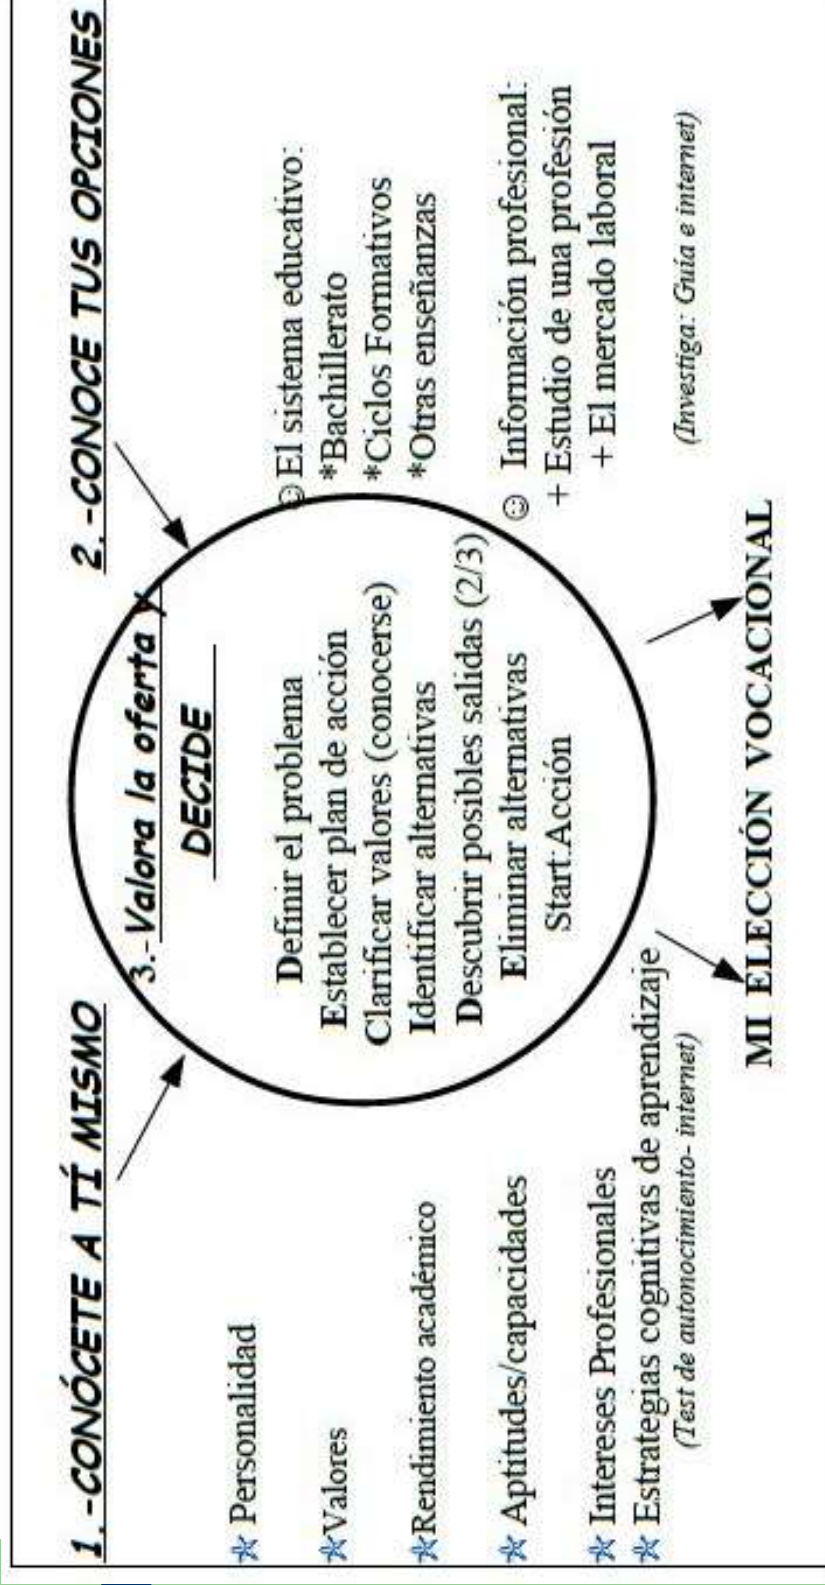 1.-CONÓCETE A TÍ MISMO
Personalidad
Valores
Rendimiento académico
Aptitudes/capacidades
Intereses Profesionales
Estrategias cognitivas de aprendizaje
(Test de autonocimiento- internet)
3.-Valora la oferta y
DECIDE
Definir el problema
Establecer plan de acción
Clarificar valores (conocerse)
Identificar alternativas
Descubrir posibles salidas (2/3)
Eliminar alternativas
Start:Acción
2.-CONOCE TUS OPCIONES
☺El sistema educativo:
*Bachillerato
*Ciclos Formativos
*Otras enseñanzas
☺ Información profesional:
+ Estudio de una profesión
+ El mercado laboral
(Investiga: Guía e internet)
MI ELECCIÓN VOCACIONAL